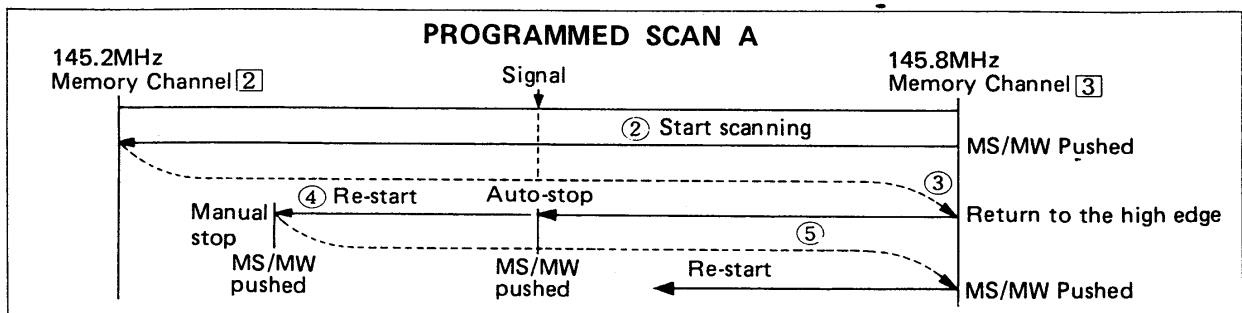 PROGRAMMED SCAN A
145.2MHz
Memory Channel 2
Signal
145.8MHz
Memory Channel 3
② Start scanning
MS/MW Pushed
③
④ Re-start
Auto-stop
Manual
stop
Return to the high edge
⑤
MS/MW
pushed
MS/MW
pushed
Re-start
MS/MW Pushed